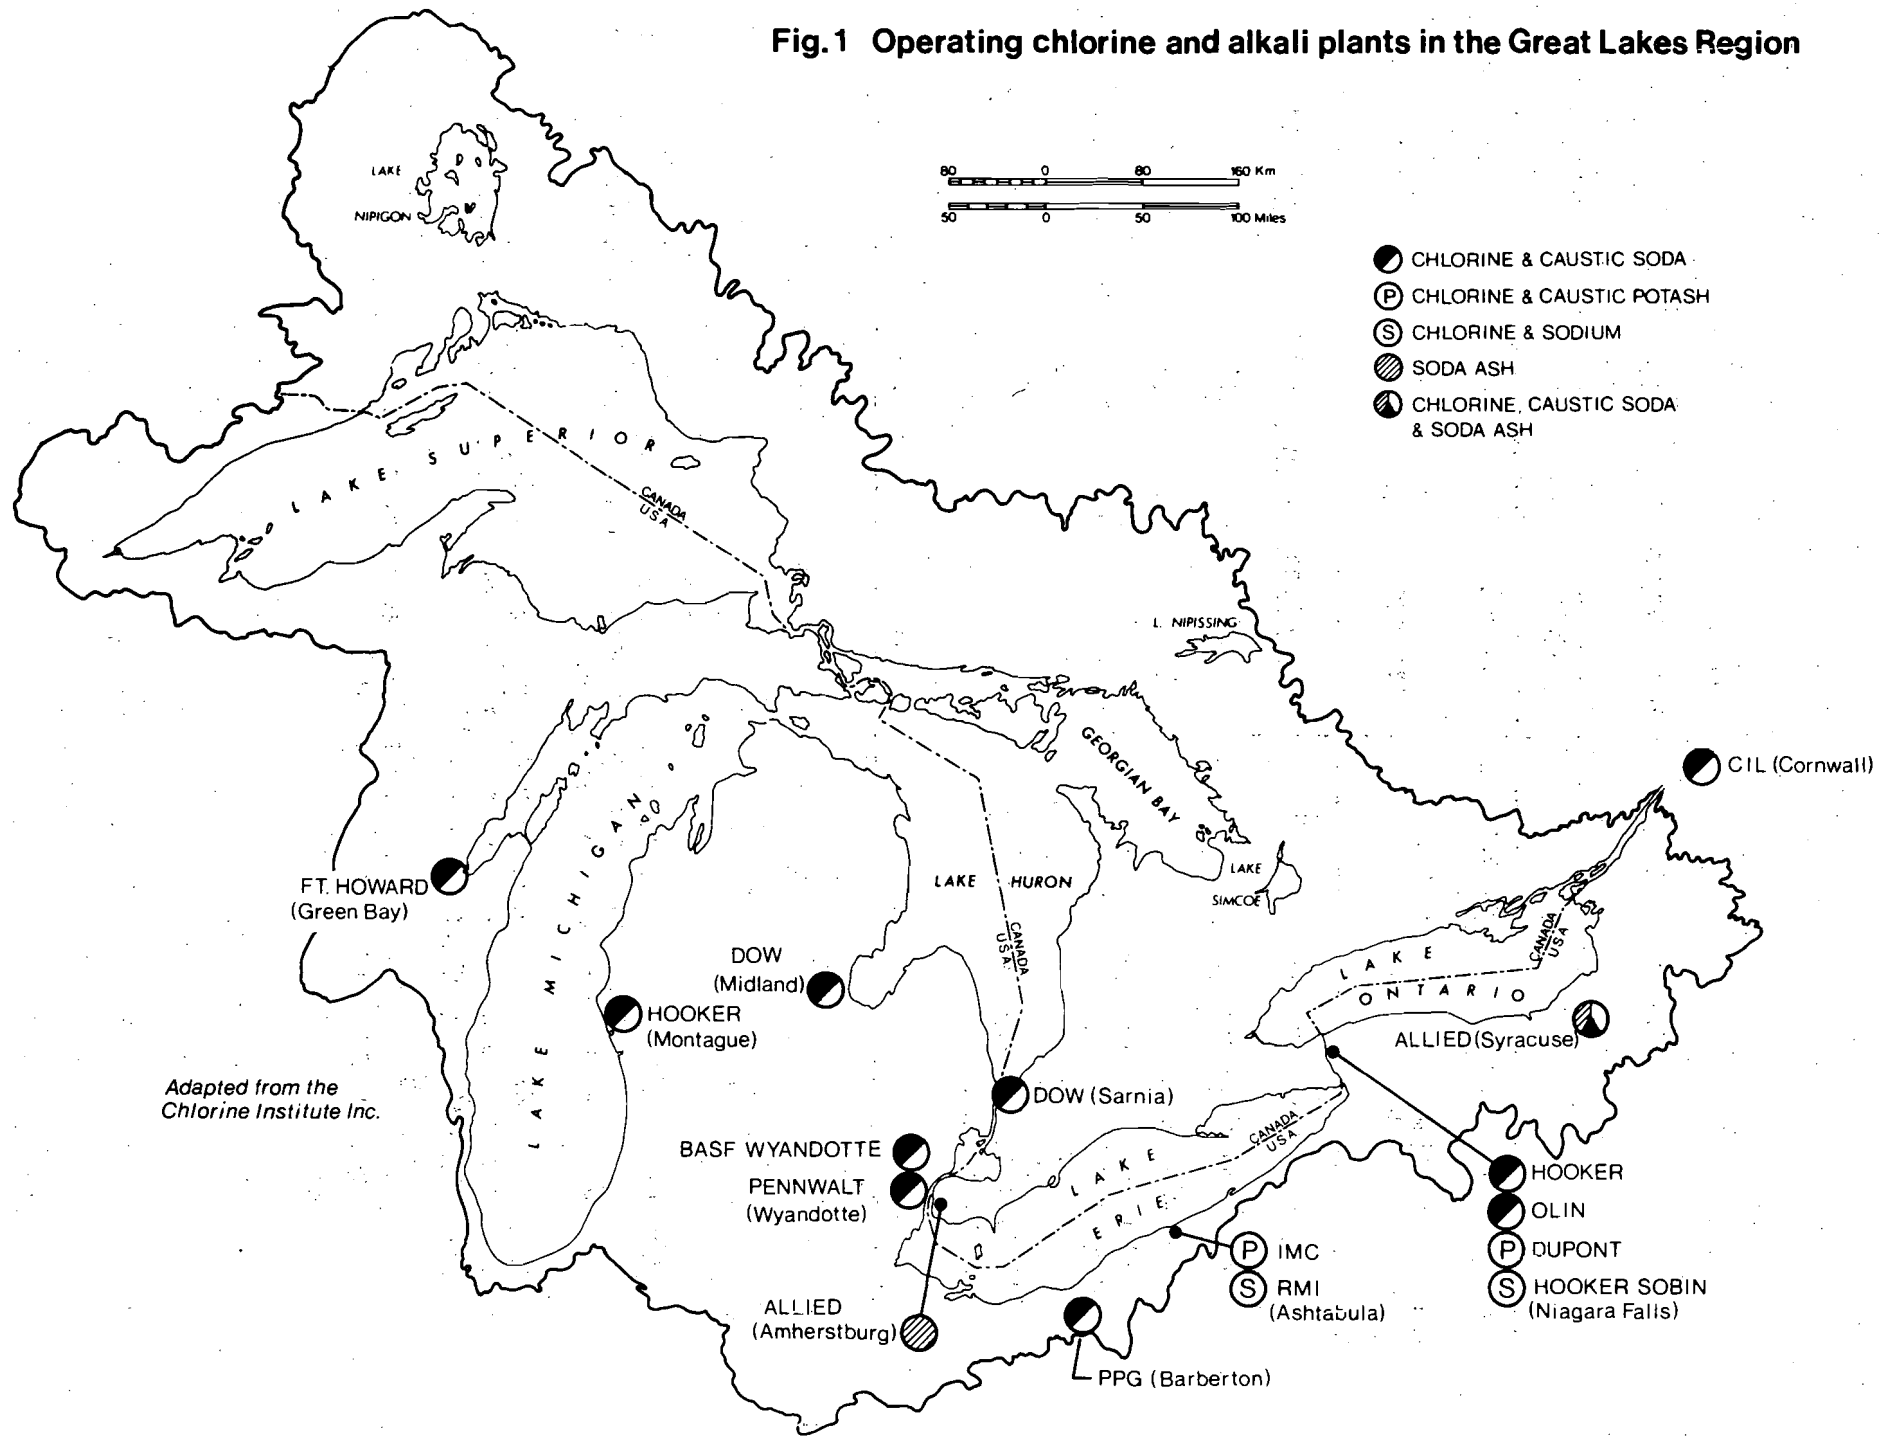 Fig.1 Operating chlorine and alkali plants in the Great Lakes Region
80 0 80 160 Km
50 0 50 100 Miles
CHLORINE & CAUSTIC SODA
P CHLORINE & CAUSTIC POTASH
S CHLORINE & SODIUM
SODA ASH
CHLORINE, CAUSTIC SODA
& SODA ASH
LAKE
NIPIGON
LAKE SUPERIOR
CANADA
USA
L. NIPISSING
GEORGIAN BAY
CIL (Cornwall)
LAKE MICHIGAN
LAKE HURON
CANADA
USA
LAKE
SIMCOE
FT. HOWARD
(Green Bay)
DOW
(Midland)
HOOKER
(Montague)
CANADA
USA
LAKE
ONTARIO
ALLIED (Syracuse)
Adapted from the
Chlorine Institute Inc.
DOW (Sarnia)
BASF WYANDOTTE
PENNWALT
(Wyandotte)
LAKE
ERIE
CANADA
USA
HOOKER
OLIN
P DUPONT
S HOOKER SOBIN
(Niagara Falls)
P IMC
S RMI
(Ashtabula)
ALLIED
(Amherstburg)
PPG (Barberton)